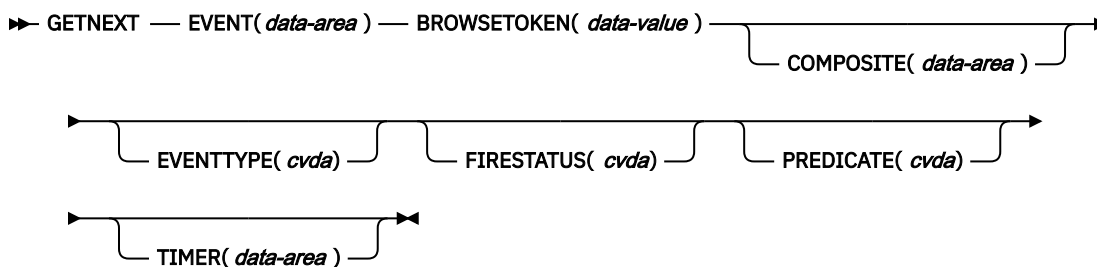 GETNEXT EVENT( data-area ) BROWSETOKEN( data-value )
COMPOSITE( data-area )
EVENTTYPE( cvda) FIRESTATUS( cvda) PREDICATE( cvda)
TIMER( data-area )